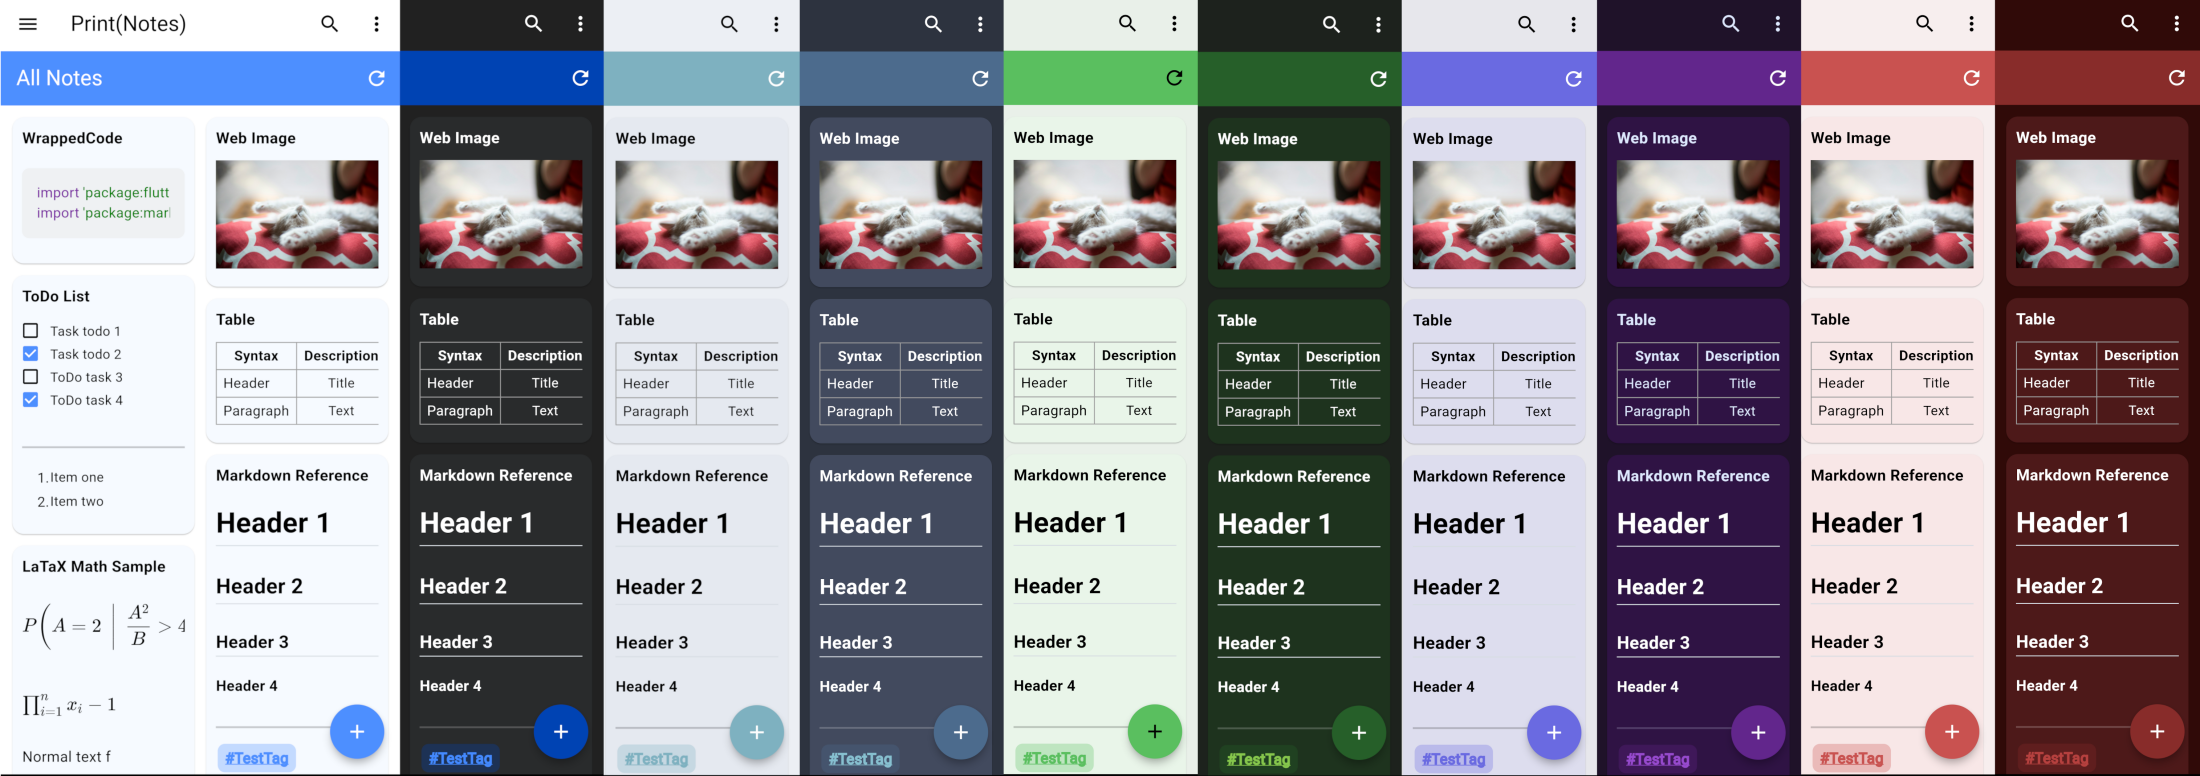 Print(Notes)
All Notes
WrappedCode
import 'package:flutt
import 'package:mar
ToDo List
Task todo 1
Task todo 2
ToDo task 3
ToDo task 4
1. Item one
2. Item two
LaTaX Math Sample
P(A = 2 | A² / B > 4
∏ⁿᵢ₌₁ xᵢ − 1
Normal text f
Web Image
Table
Syntax Description
Header Title
Paragraph Text
Markdown Reference
Header 1
Header 2
Header 3
Header 4
#TestTag
Web Image
Table
Syntax Description
Header Title
Paragraph Text
Markdown Reference
Header 1
Header 2
Header 3
Header 4
#TestTag
Web Image
Table
Syntax Description
Header Title
Paragraph Text
Markdown Reference
Header 1
Header 2
Header 3
Header 4
#TestTag
Web Image
Table
Syntax Description
Header Title
Paragraph Text
Markdown Reference
Header 1
Header 2
Header 3
Header 4
#TestTag
Web Image
Table
Syntax Description
Header Title
Paragraph Text
Markdown Reference
Header 1
Header 2
Header 3
Header 4
#TestTag
Web Image
Table
Syntax Description
Header Title
Paragraph Text
Markdown Reference
Header 1
Header 2
Header 3
Header 4
#TestTag
Web Image
Table
Syntax Description
Header Title
Paragraph Text
Markdown Reference
Header 1
Header 2
Header 3
Header 4
#TestTag
Web Image
Table
Syntax Description
Header Title
Paragraph Text
Markdown Reference
Header 1
Header 2
Header 3
Header 4
#TestTag
Web Image
Table
Syntax Description
Header Title
Paragraph Text
Markdown Reference
Header 1
Header 2
Header 3
Header 4
#TestTag
Web Image
Table
Syntax Description
Header Title
Paragraph Text
Markdown Reference
Header 1
Header 2
Header 3
Header 4
#TestTag